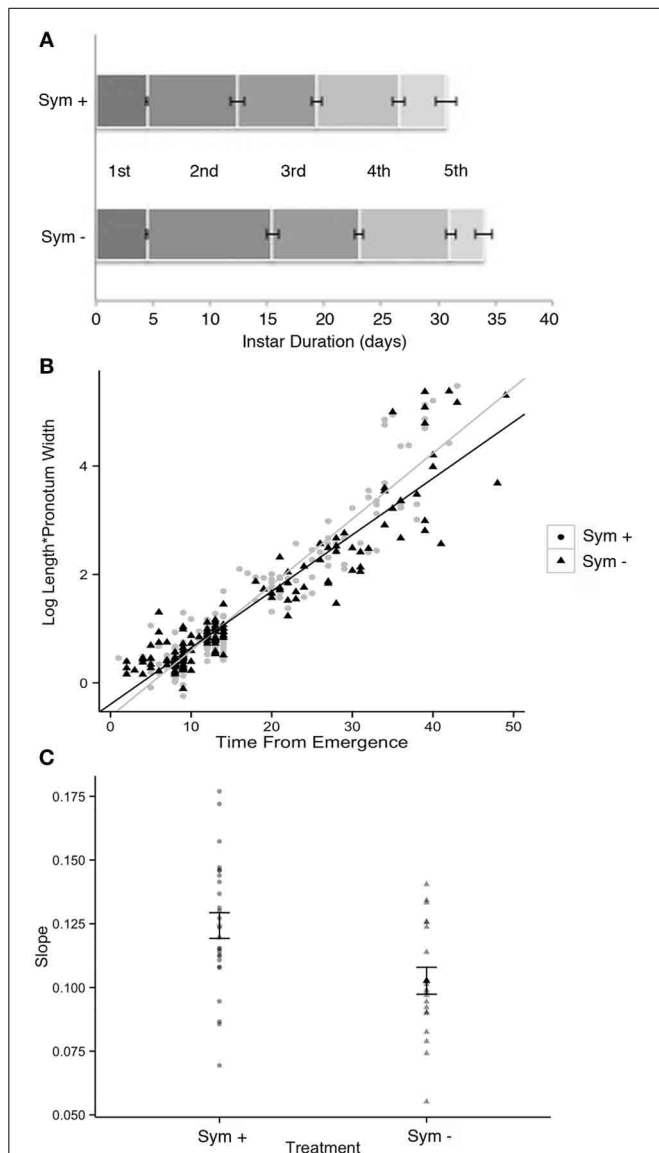 A
Sym +
1st 2nd 3rd 4th 5th
Sym -
0 5 10 15 20 25 30 35 40
Instar Duration (days)
B
Log Length*Pronotum Width
4
2
0
0 10 20 30 40 50
Time From Emergence
Sym +
Sym -
C
Slope
0.175
0.150
0.125
0.100
0.075
0.050
Sym + Sym -
Treatment